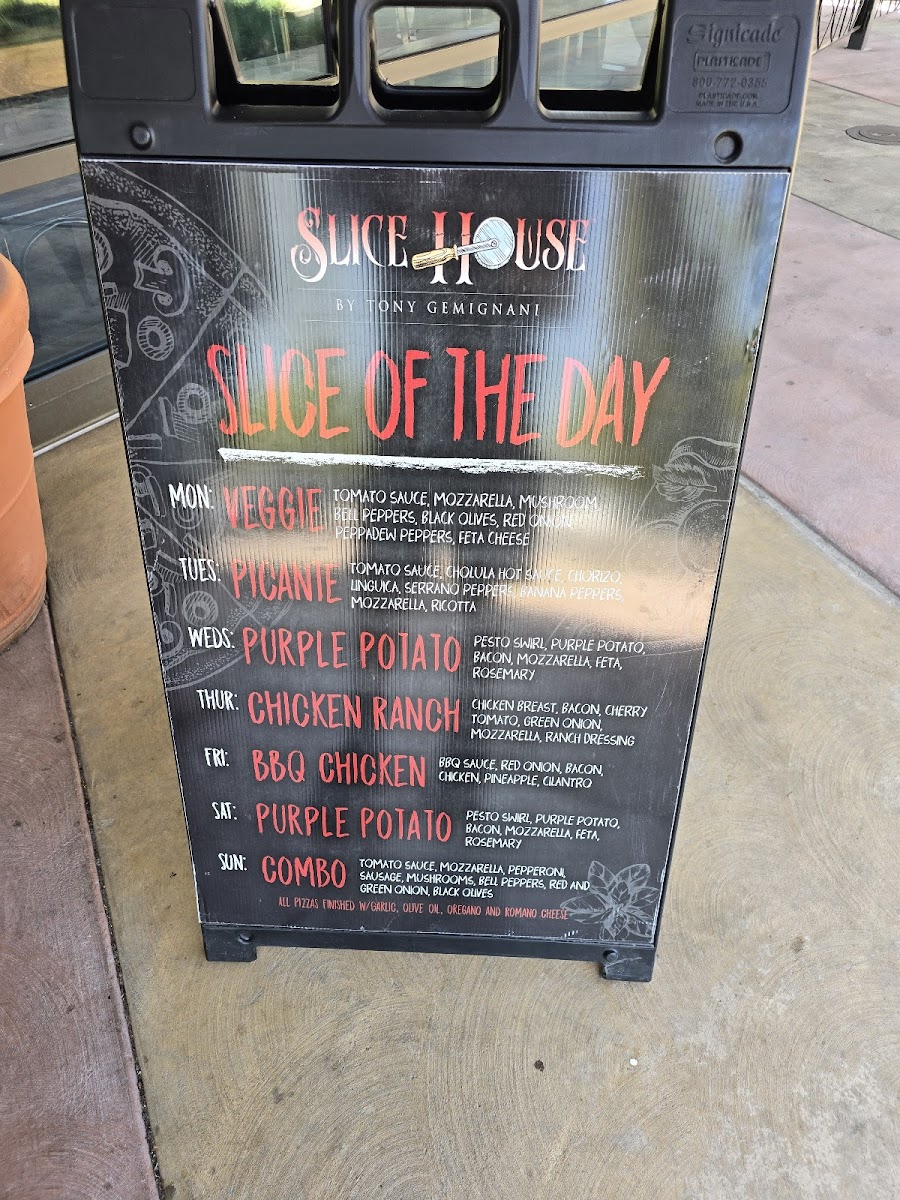 Signicade
PLASTICADE
800-772-0355
PLASTICADE.COM
MADE IN THE U.S.A.
SLICE HOUSE
BY TONY GEMIGNANI
SLICE OF THE DAY
MON: VEGGIE TOMATO SAUCE, MOZZARELLA, MUSHROOM,
BELL PEPPERS, BLACK OLIVES, RED ONION,
PEPPADEW PEPPERS, FETA CHEESE
TUES: PICANTE TOMATO SAUCE, CHOLULA HOT SAUCE, CHORIZO,
LINGUICA, SERRANO PEPPERS, BANANA PEPPERS,
MOZZARELLA, RICOTTA
WEDS: PURPLE POTATO PESTO SWIRL, PURPLE POTATO,
BACON, MOZZARELLA, FETA,
ROSEMARY
THUR: CHICKEN RANCH CHICKEN BREAST, BACON, CHERRY
TOMATO, GREEN ONION,
MOZZARELLA, RANCH DRESSING
FRI: BBQ CHICKEN BBQ SAUCE, RED ONION, BACON,
CHICKEN, PINEAPPLE, CILANTRO
SAT: PURPLE POTATO PESTO SWIRL, PURPLE POTATO,
BACON, MOZZARELLA, FETA,
ROSEMARY
SUN: COMBO TOMATO SAUCE, MOZZARELLA, PEPPERONI,
SAUSAGE, MUSHROOMS, BELL PEPPERS, RED AND
GREEN ONION, BLACK OLIVES
ALL PIZZAS FINISHED W/GARLIC, OLIVE OIL, OREGANO AND ROMANO CHEESE